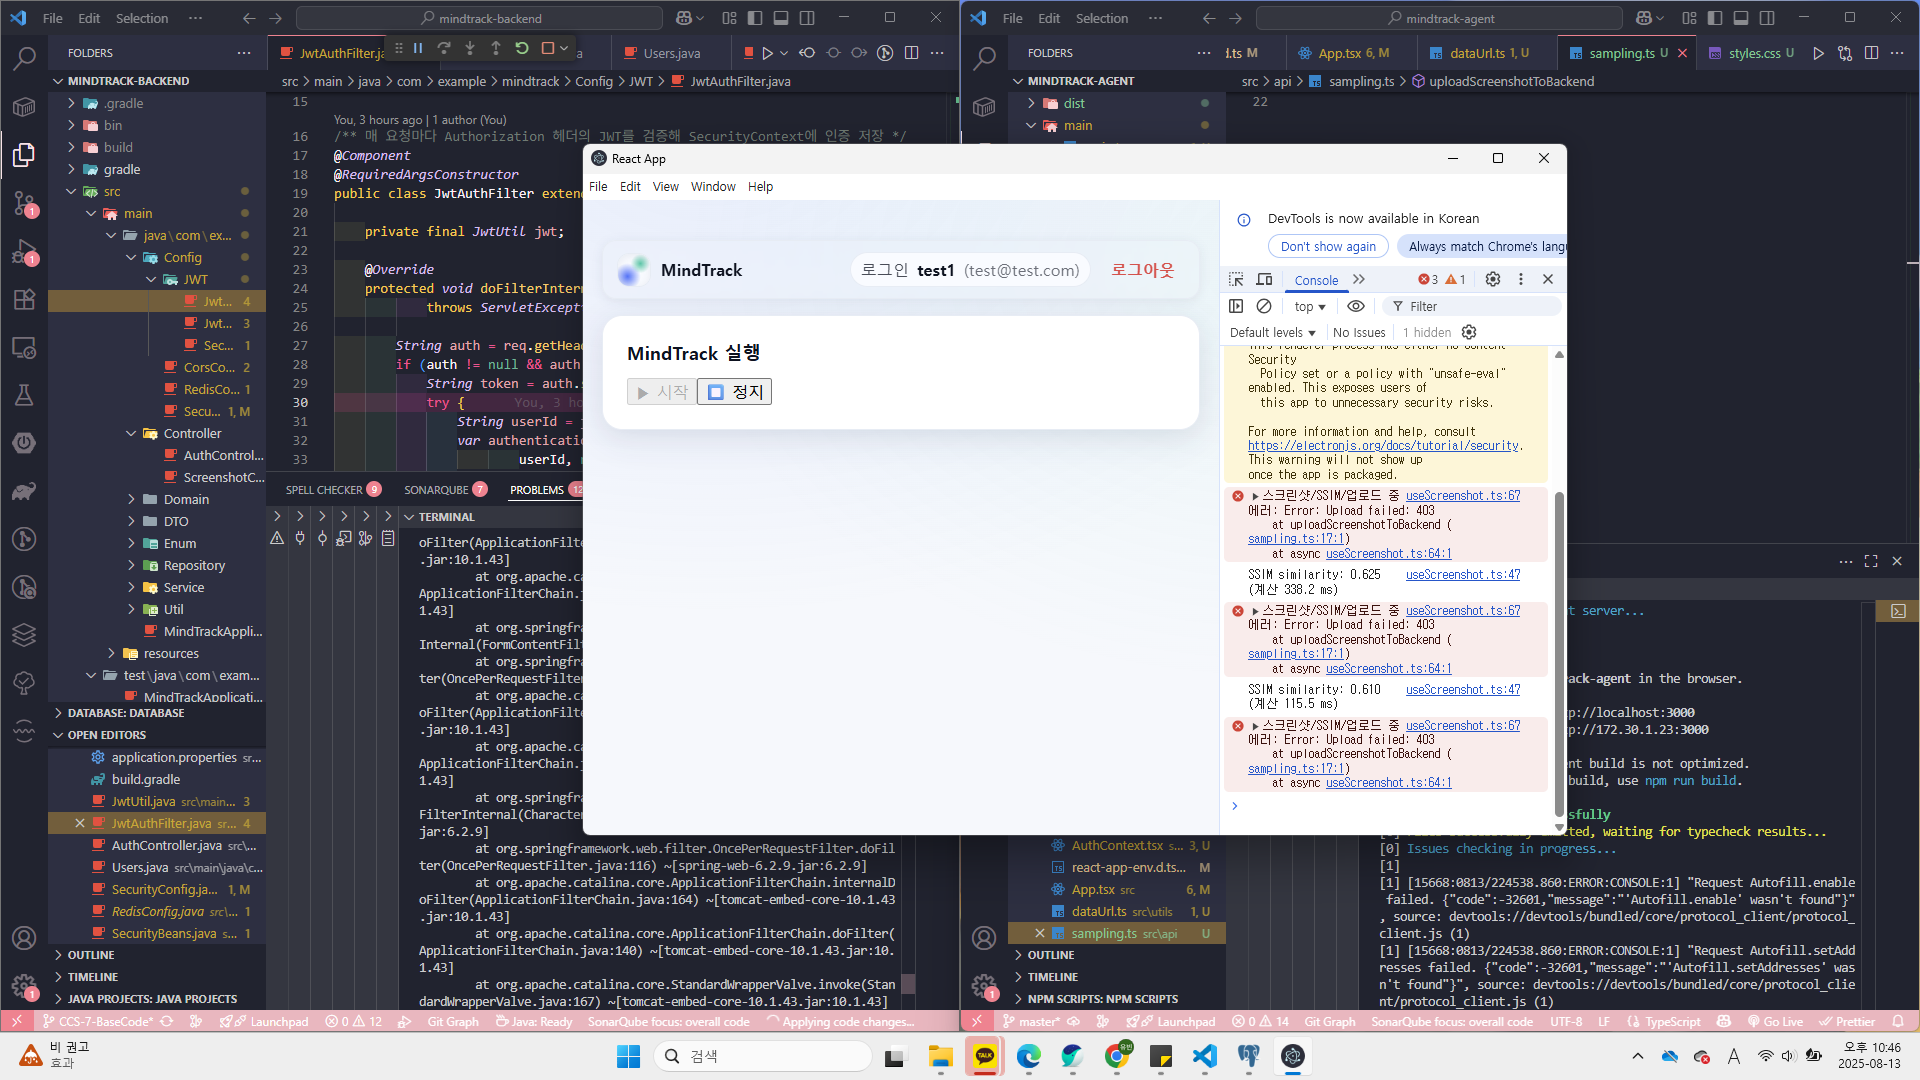 File Edit Selection ··· mindtrack-backend
FOLDERS
MINDTRACK-BACKEND
.gradle
bin
build
gradle
src
main
java\com\ex...
Config
JWT
Jwt... 4
Jwt... 3
Sec... 1
CorsCo... 2
RedisCo... 1
Secu... 1, M
Controller
AuthControl...
ScreenshotC...
Domain
DTO
Enum
Repository
Service
Util
MindTrackAppli...
resources
test\java\com\exam...
MindTrackApplicati...
DATABASE: DATABASE
OPEN EDITORS
application.properties sr...
build.gradle
JwtUtil.java src\main... 3
JwtAuthFilter.java sr... 4
AuthController.java src\...
Users.java src\main\java\c...
SecurityConfig.ja... 1, M
RedisConfig.java src\... 1
SecurityBeans.java s... 1
OUTLINE
TIMELINE
JAVA PROJECTS: JAVA PROJECTS
JwtAuthFilter.ja
Users.java
src > main > java > com > example > mindtrack > Config > JWT > JwtAuthFilter.java
15
You, 3 hours ago | 1 author (You)
16 /** 매 요청마다 Authorization 헤더의 JWT를 검증해 SecurityContext에 인증 저장 */
17 @Component
18 @RequiredArgsConstructor
19 public class JwtAuthFilter exten
20
21 private final JwtUtil jwt;
22
23 @Override
24 protected void doFilterInter
25 throws ServletExcepti
26
27 String auth = req.getHea
28 if (auth != null && auth
29 String token = auth.s
30 try { You, 3 ho
31 String userId =
32 var authenticatio
33 userId,
SPELL CHECKER 9 SONARQUBE 7 PROBLEMS 12
TERMINAL
oFilter(ApplicationFilte
.jar:10.1.43]
at org.apache.ca
ApplicationFilterChain.j
1.43]
at org.springfra
Internal(FormContentFilt
at org.springfra
ter(OncePerRequestFilter
at org.apache.ca
oFilter(ApplicationFilte
.jar:10.1.43]
at org.apache.ca
ApplicationFilterChain.j
1.43]
at org.springfra
FilterInternal(Character
jar:6.2.9]
at org.springframework.web.filter.OncePerRequestFilter.doFil
ter(OncePerRequestFilter.java:116) ~[spring-web-6.2.9.jar:6.2.9]
at org.apache.catalina.core.ApplicationFilterChain.internalD
oFilter(ApplicationFilterChain.java:164) ~[tomcat-embed-core-10.1.43
.jar:10.1.43]
at org.apache.catalina.core.ApplicationFilterChain.doFilter(
ApplicationFilterChain.java:140) ~[tomcat-embed-core-10.1.43.jar:10.
1.43]
at org.apache.catalina.core.StandardWrapperValve.invoke(Stan
dardWrapperValve.java:167) ~[tomcat-embed-core-10.1.43.jar:10.1.43]
CCS-7-BaseCode* Launchpad 0 12 Git Graph Java: Ready SonarQube focus: overall code Applying code changes...
React App
File Edit View Window Help
MindTrack 로그인 test1 (test@test.com) 로그아웃
MindTrack 실행
시작 정지
DevTools is now available in Korean
Don't show again Always match Chrome's langu
Console 3 1
top Filter
Default levels No Issues 1 hidden
This renderer process has either no Content
Security
Policy set or a policy with "unsafe-eval"
enabled. This exposes users of
this app to unnecessary security risks.
For more information and help, consult
https://electronjs.org/docs/tutorial/security.
This warning will not show up
once the app is packaged.
스크린샷/SSIM/업로드 중 useScreenshot.ts:67
에러: Error: Upload failed: 403
at uploadScreenshotToBackend (
sampling.ts:17:1)
at async useScreenshot.ts:64:1
SSIM similarity: 0.625 useScreenshot.ts:47
(계산 338.2 ms)
스크린샷/SSIM/업로드 중 useScreenshot.ts:67
에러: Error: Upload failed: 403
at uploadScreenshotToBackend (
sampling.ts:17:1)
at async useScreenshot.ts:64:1
SSIM similarity: 0.610 useScreenshot.ts:47
(계산 115.5 ms)
스크린샷/SSIM/업로드 중 useScreenshot.ts:67
에러: Error: Upload failed: 403
at uploadScreenshotToBackend (
sampling.ts:17:1)
at async useScreenshot.ts:64:1
File Edit Selection ··· mindtrack-agent
FOLDERS
MINDTRACK-AGENT
dist
main
d.ts M App.tsx 6, M dataUrl.ts 1, U sampling.ts U styles.css U
src > api > sampling.ts > uploadScreenshotToBackend
22
t server...
ck-agent in the browser.
p://localhost:3000
p://172.30.1.23:3000
ent build is not optimized.
build, use npm run build.
sfully
ted, waiting for typecheck results...
[0] Issues checking in progress...
[1]
[1] [15668:0813/224538.860:ERROR:CONSOLE:1] "Request Autofill.enable
failed. {"code":-32601,"message":"'Autofill.enable' wasn't found"}"
, source: devtools://devtools/bundled/core/protocol_client/protocol_
client.js (1)
[1] [15668:0813/224538.860:ERROR:CONSOLE:1] "Request Autofill.setAdd
resses failed. {"code":-32601,"message":"'Autofill.setAddresses' was
n't found"}", source: devtools://devtools/bundled/core/protocol_clie
nt/protocol_client.js (1)
AuthContext.tsx s... 3, U
react-app-env.d.ts... M
App.tsx src 6, M
dataUrl.ts src\utils 1, U
sampling.ts src\api U
OUTLINE
TIMELINE
NPM SCRIPTS: NPM SCRIPTS
master* Launchpad 0 14 Git Graph SonarQube focus: overall code UTF-8 LF TypeScript Go Live Prettier
비 권고
효과
검색
TALK
A
오후 10:46
2025-08-13